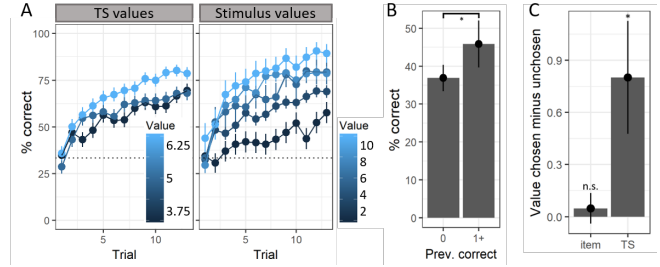 A
TS values
Stimulus values
% correct
100
75
50
25
0
Value
6.25
5
3.75
Value
10
8
6
4
2
5
10
5
10
Trial
Trial
B
*
% correct
50
40
30
20
10
0
0
1+
Prev. correct
C
*
Value chosen minus unchosen
0.9
0.6
0.3
0.0
n.s.
item
TS